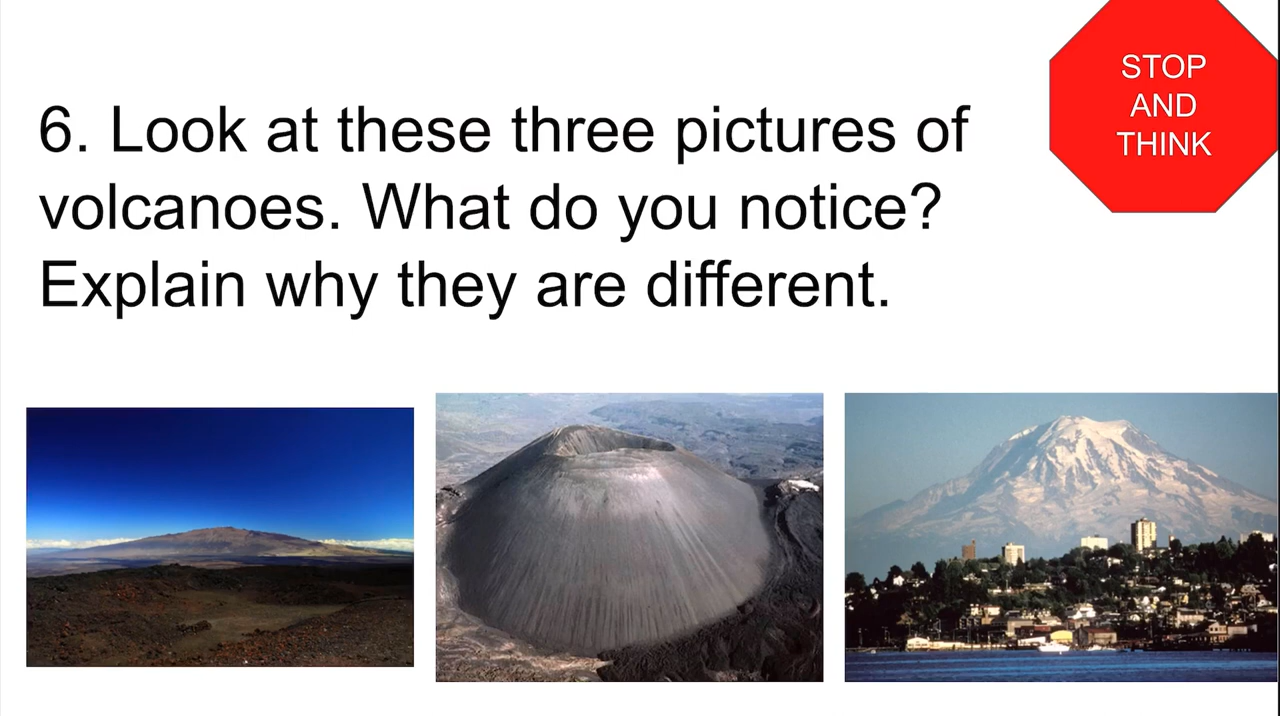 6. Look at these three pictures of
volcanoes. What do you notice?
Explain why they are different.
STOP
AND
THINK